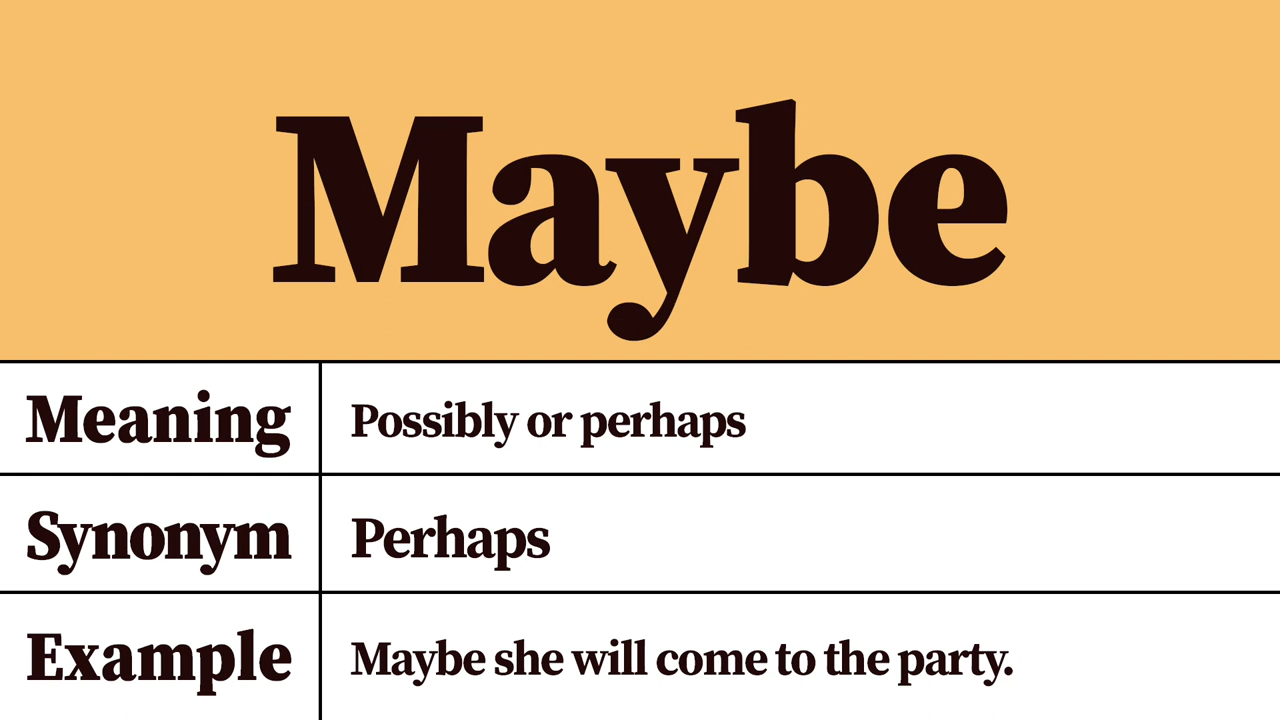 Maybe
Meaning
Possibly or perhaps
Synonym
Perhaps
Example
Maybe she will come to the party.